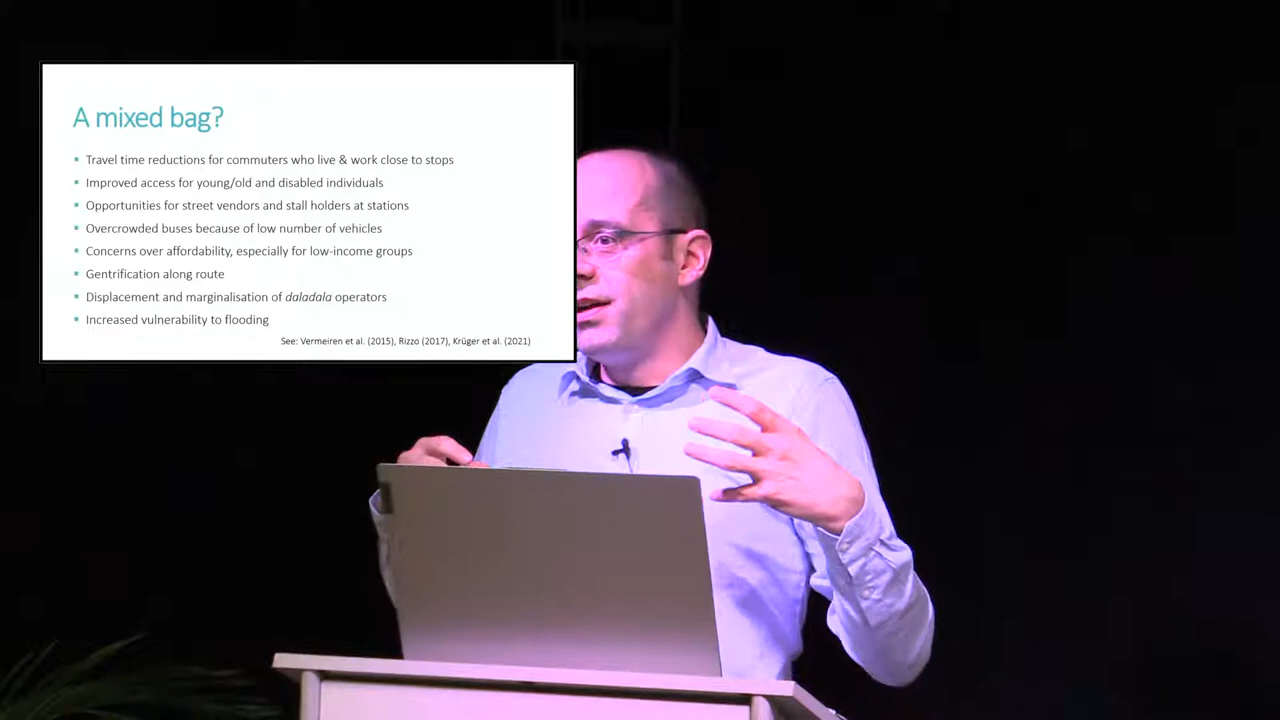 A mixed bag?
Travel time reductions for commuters who live & work close to stops
Improved access for young/old and disabled individuals
Opportunities for street vendors and stall holders at stations
Overcrowded buses because of low number of vehicles
Concerns over affordability, especially for low-income groups
Gentrification along route
Displacement and marginalisation of daladala operators
Increased vulnerability to flooding
See: Vermeiren et al. (2015), Rizzo (2017), Krüger et al. (2021)